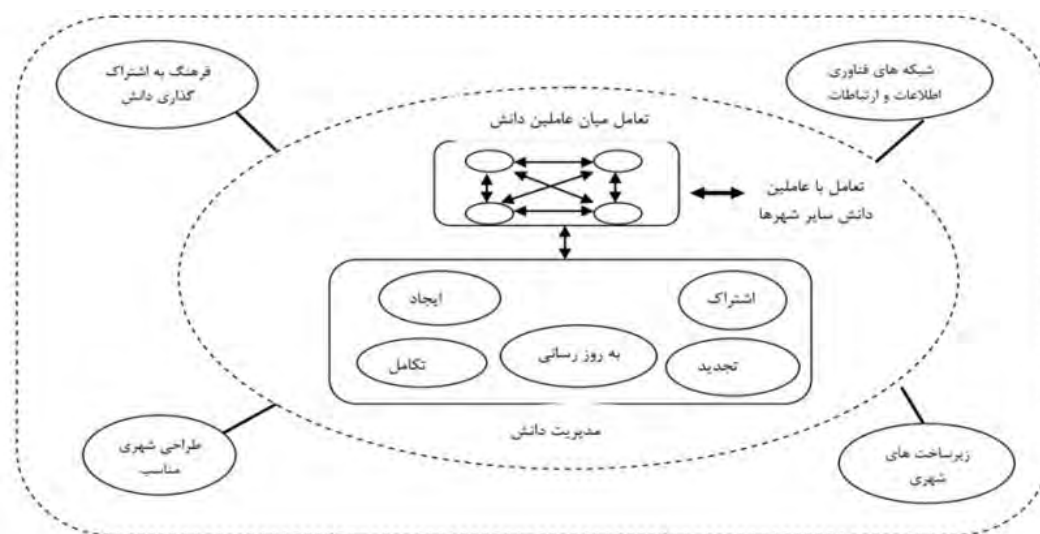 شبکه های فناوری
اطلاعات و ارتباطات
فرهنگ به اشتراک
گذاری دانش
تعامل میان عاملین دانش
تعامل با عاملین
دانش سایر شهرها
اشتراک
ایجاد
به روز رسانی
تجدید
تکامل
مدیریت دانش
زیرساخت های
شهری
طراحی شهری
مناسب